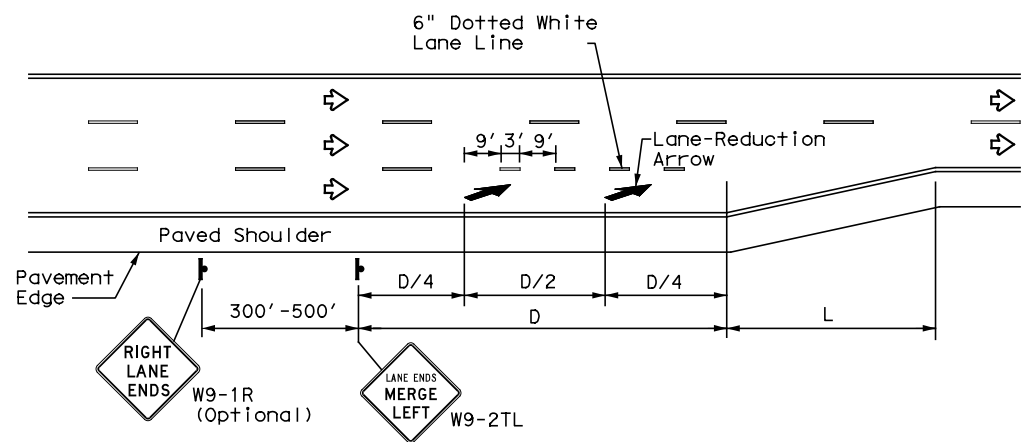 6" Dotted White
Lane Line
9' 3' 9'
Lane-Reduction
Arrow
Paved Shoulder
Pavement
Edge
D/4 D/2 D/4
300'-500' D L
RIGHT
LANE
ENDS
W9-1R
(Optional)
LANE ENDS
MERGE
LEFT
W9-2TL